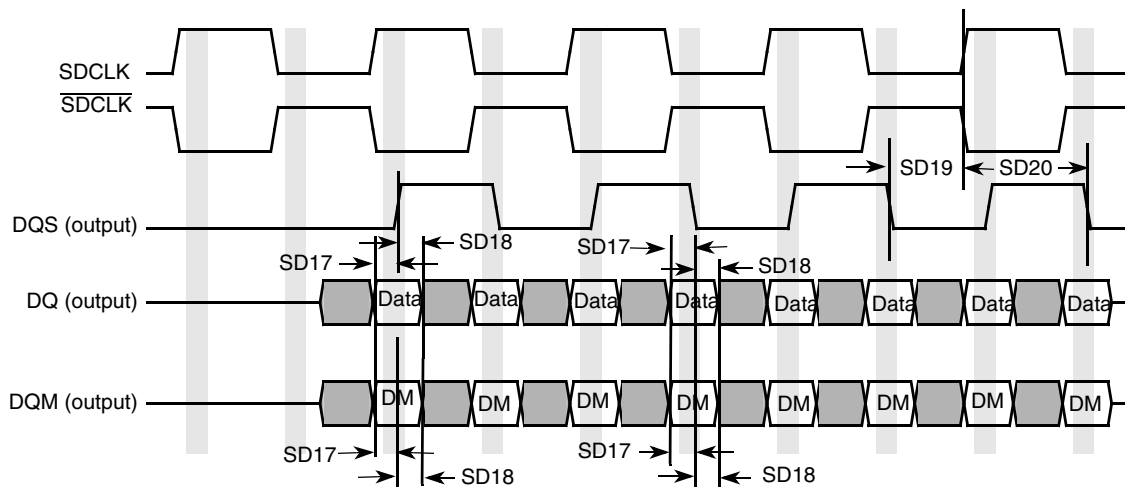 SDCLK
SDCLK
SD19 SD20
DQS (output)
SD18 SD17
SD17 SD18
DQ (output) Data Data Data Data Data Data Data Data
DQM (output) DM DM DM DM DM DM DM DM
SD17 SD17
SD18 SD18